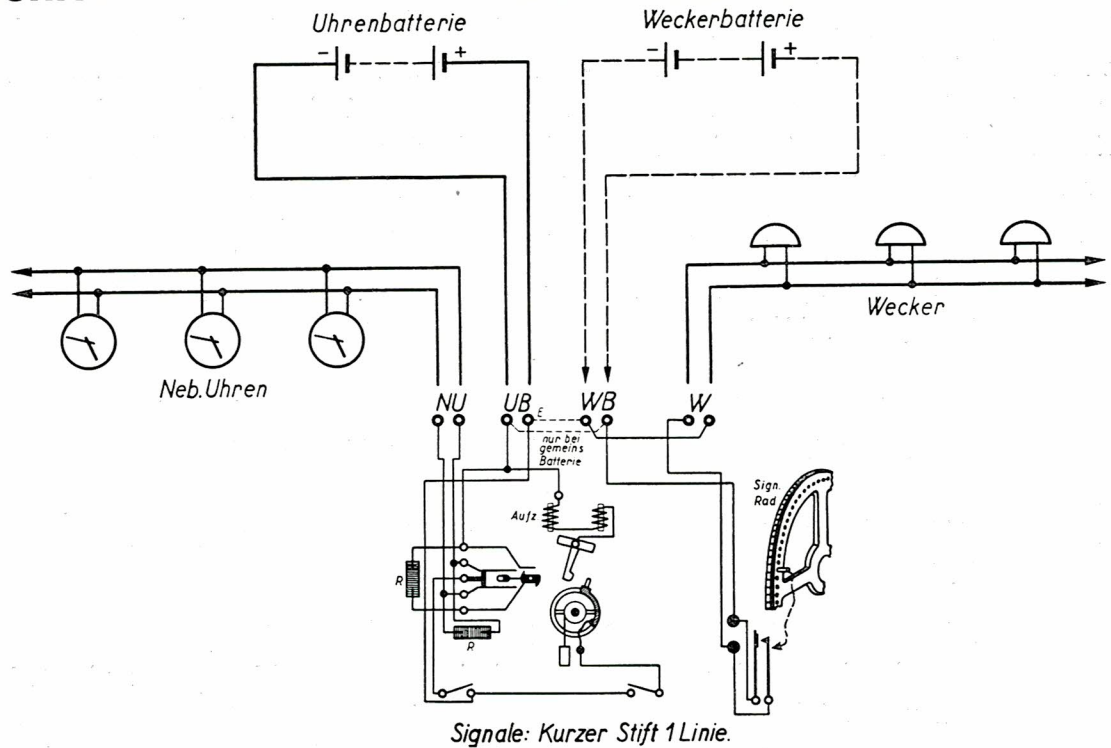 Uhrenbatterie
Weckerbatterie
− +
− +
Wecker
Neb.Uhren
NU UB E WB W
nur bei
gemeins
Batterie
Sign.
Rad
Aufz
R
R
Signale: Kurzer Stift 1 Linie.